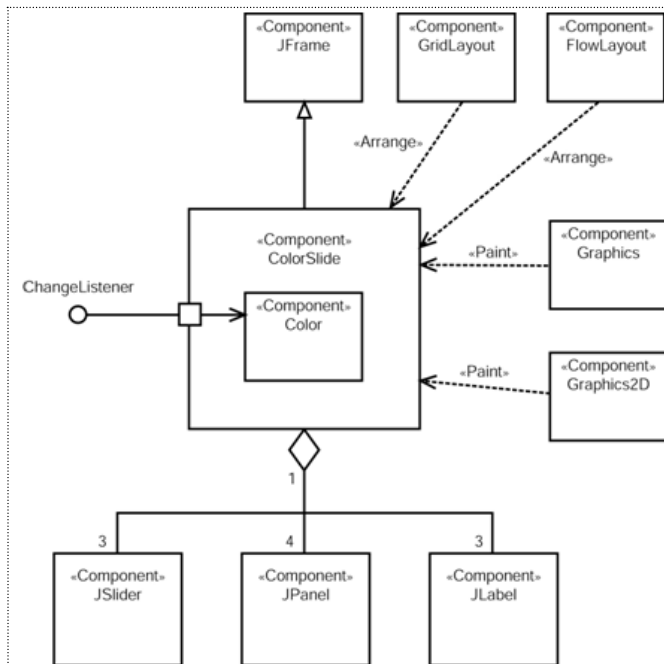 «Component»
JFrame
«Component»
GridLayout
«Component»
FlowLayout
«Arrange»
«Arrange»
«Component»
ColorSlide
«Paint»
«Component»
Graphics
ChangeListener
«Component»
Color
«Paint»
«Component»
Graphics2D
1
3
4
3
«Component»
JSlider
«Component»
JPanel
«Component»
JLabel